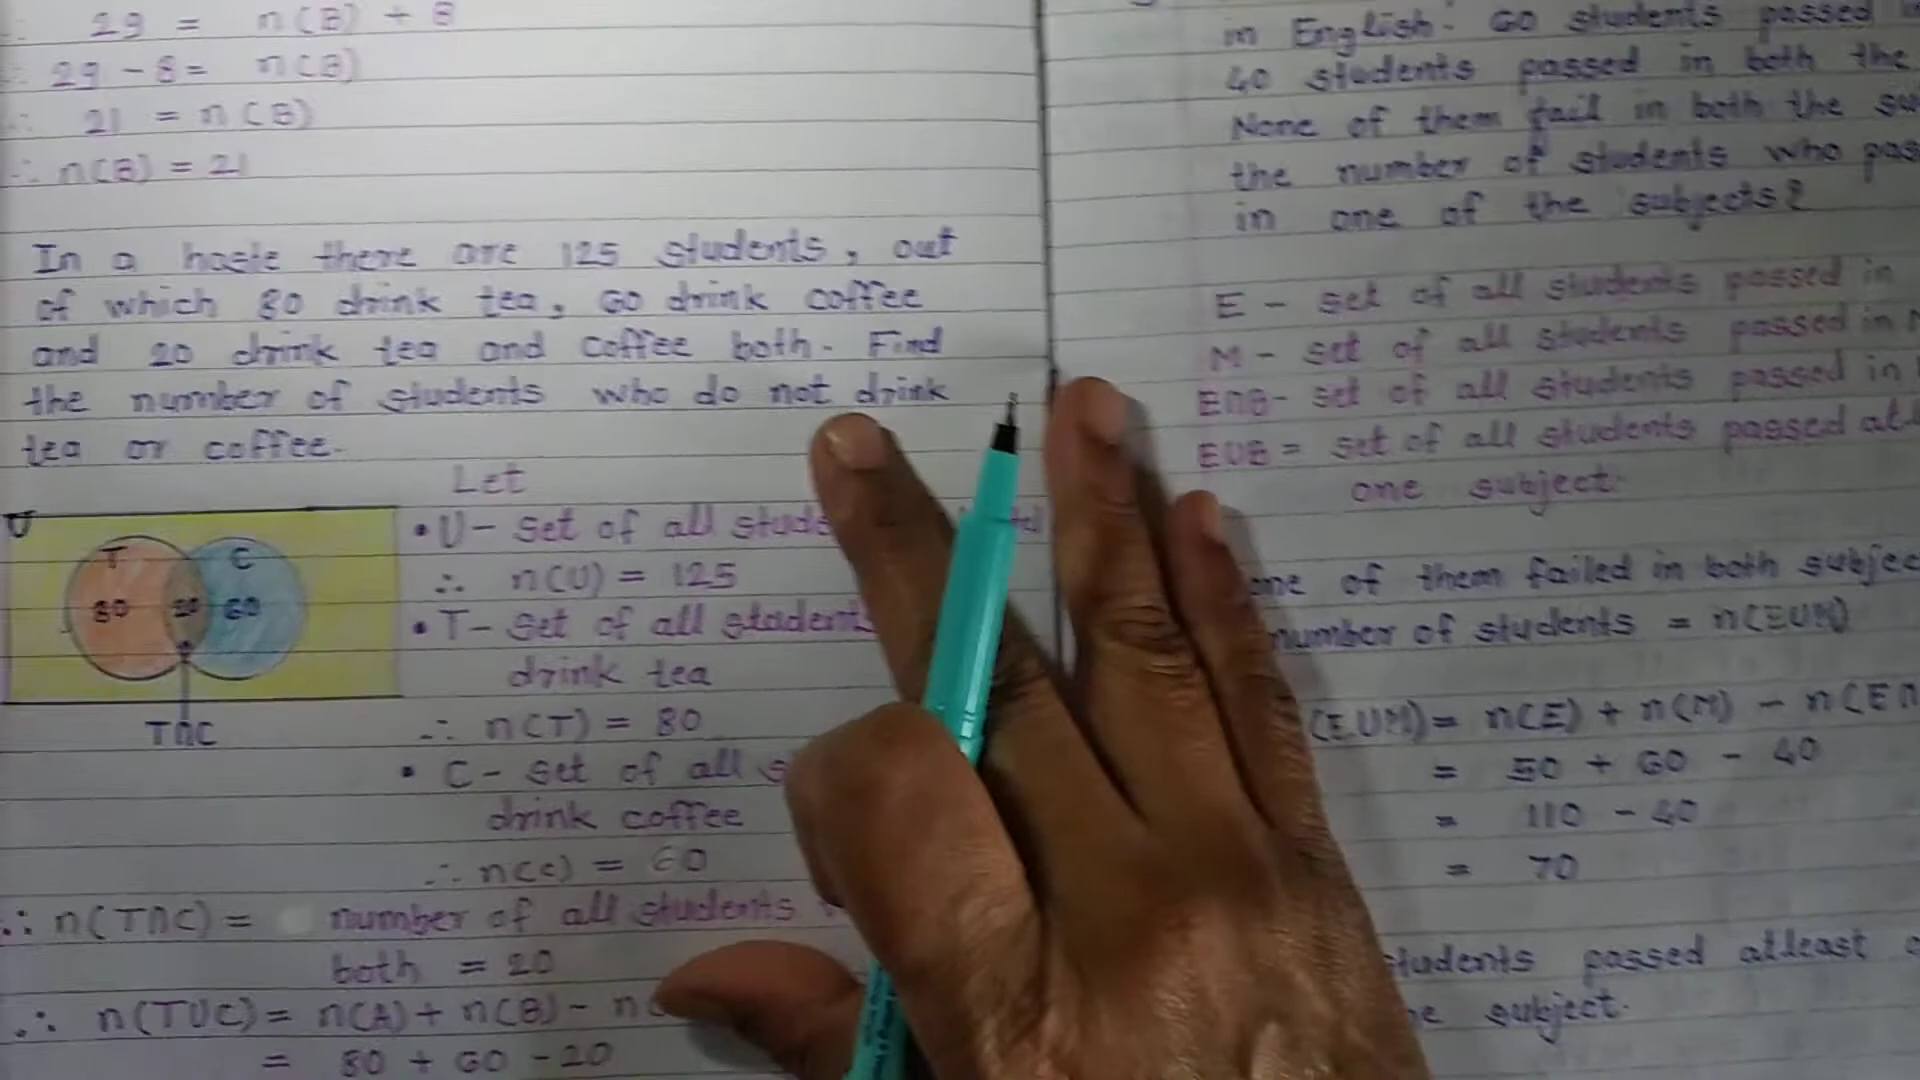 29 = n(B) + 8
29 - 8 = n(B)
∴ 21 = n(B)
∴ n(B) = 21
In a hoste there are 125 students, out
of which 80 drink tea, 60 drink coffee
and 20 drink tea and coffee both. Find
the number of students who do not drink
tea or coffee.
Let
U
T C
80 20 60
T∩C
• U - set of all
∴ n(U) = 125
• T - set of all students
drink tea
∴ n(T) = 80
• C - set of all
drink coffee
∴ n(c) = 60
∴ n(T∩C) = number of all students
both = 20
∴ n(TUC) = n(A) + n(B) -
= 80 + 60 - 20
in English. 60 students passed
40 students passed in both the
None of them fail in both the
the number of students who
in one of the subjects?
E - set of all students passed in
M - set of all students passed in
E∩B - set of all students passed in
EUB = set of all students passed
one subject.
of them failed in both
number of students = n(EUM)
(EUM) = n(E) + n(M) -
= 50 + 60 - 40
= 110 - 40
= 70
students passed atleast
subject.